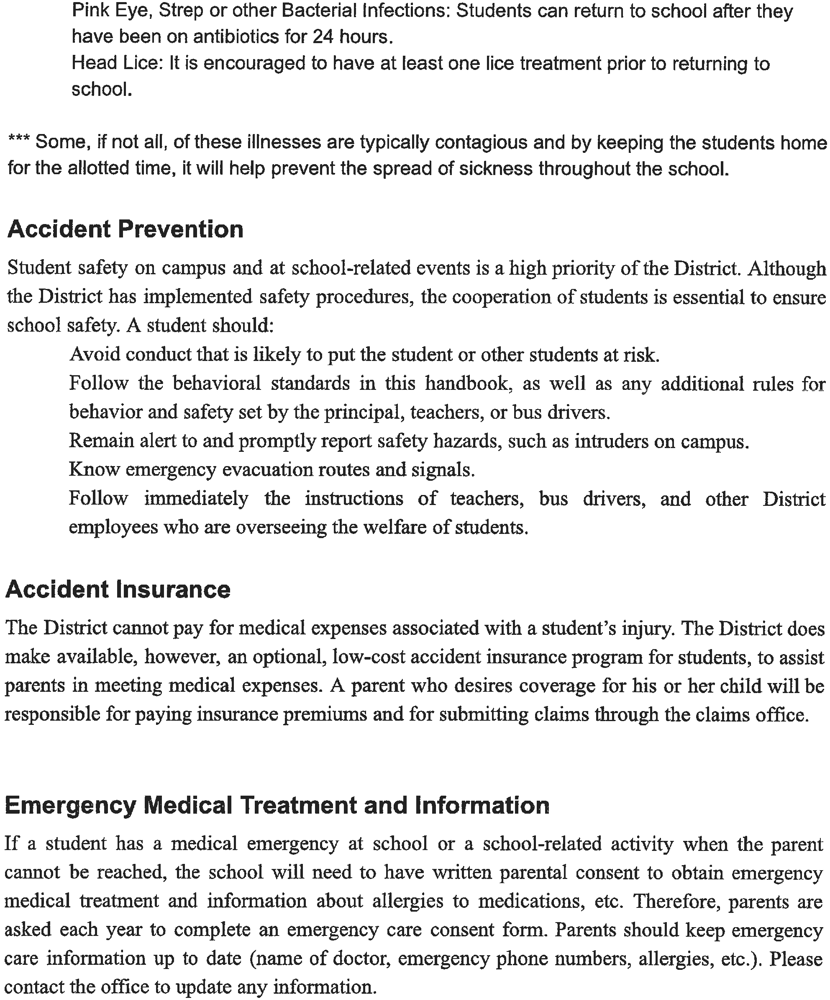 Pink Eye, Strep or other Bacterial Infections: Students can return to school after they
have been on antibiotics for 24 hours.
Head Lice: It is encouraged to have at least one lice treatment prior to returning to
school.
*** Some, if not all, of these illnesses are typically contagious and by keeping the students home
for the allotted time, it will help prevent the spread of sickness throughout the school.
Accident Prevention
Student safety on campus and at school-related events is a high priority of the District. Although
the District has implemented safety procedures, the cooperation of students is essential to ensure
school safety. A student should:
Avoid conduct that is likely to put the student or other students at risk.
Follow the behavioral standards in this handbook, as well as any additional rules for
behavior and safety set by the principal, teachers, or bus drivers.
Remain alert to and promptly report safety hazards, such as intruders on campus.
Know emergency evacuation routes and signals.
Follow immediately the instructions of teachers, bus drivers, and other District
employees who are overseeing the welfare of students.
Accident Insurance
The District cannot pay for medical expenses associated with a student’s injury. The District does
make available, however, an optional, low-cost accident insurance program for students, to assist
parents in meeting medical expenses. A parent who desires coverage for his or her child will be
responsible for paying insurance premiums and for submitting claims through the claims office.
Emergency Medical Treatment and Information
If a student has a medical emergency at school or a school-related activity when the parent
cannot be reached, the school will need to have written parental consent to obtain emergency
medical treatment and information about allergies to medications, etc. Therefore, parents are
asked each year to complete an emergency care consent form. Parents should keep emergency
care information up to date (name of doctor, emergency phone numbers, allergies, etc.). Please
contact the office to update any information.